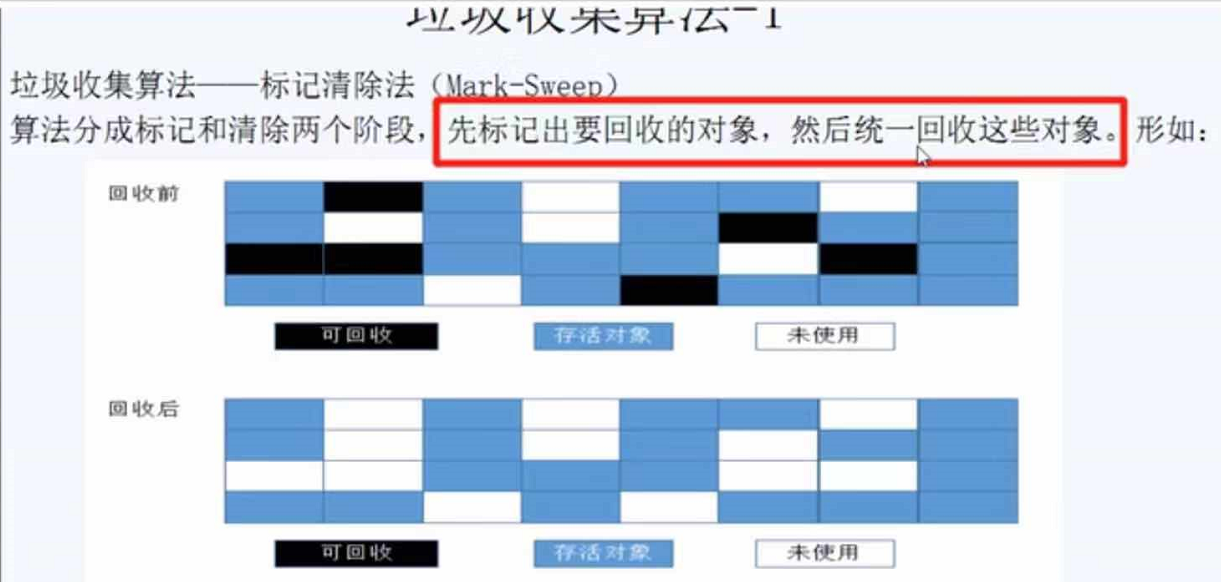 垃圾收集算法-1
垃圾收集算法——标记清除法（Mark-Sweep）
算法分成标记和清除两个阶段，先标记出要回收的对象，然后统一回收这些对象。形如：
回收前
可回收 存活对象 未使用
回收后
可回收 存活对象 未使用